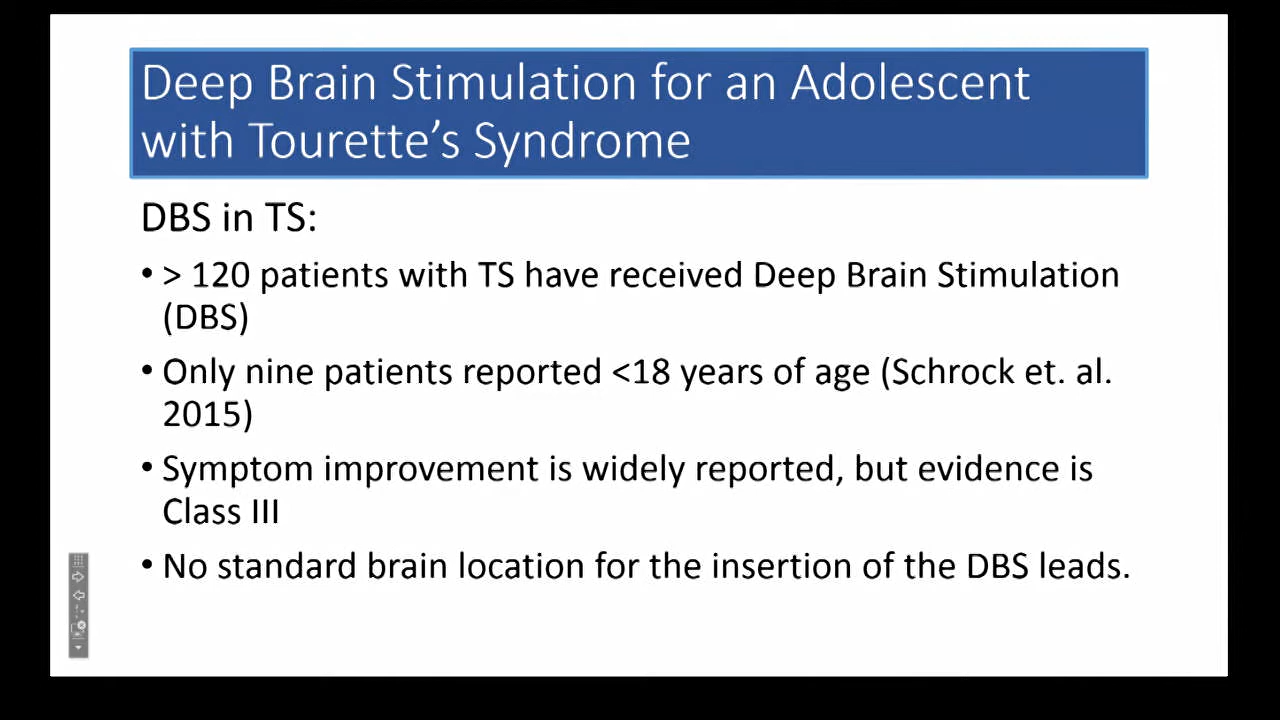 Deep Brain Stimulation for an Adolescent
with Tourette’s Syndrome
DBS in TS:
• > 120 patients with TS have received Deep Brain Stimulation
(DBS)
• Only nine patients reported <18 years of age (Schrock et. al.
2015)
• Symptom improvement is widely reported, but evidence is
Class III
• No standard brain location for the insertion of the DBS leads.